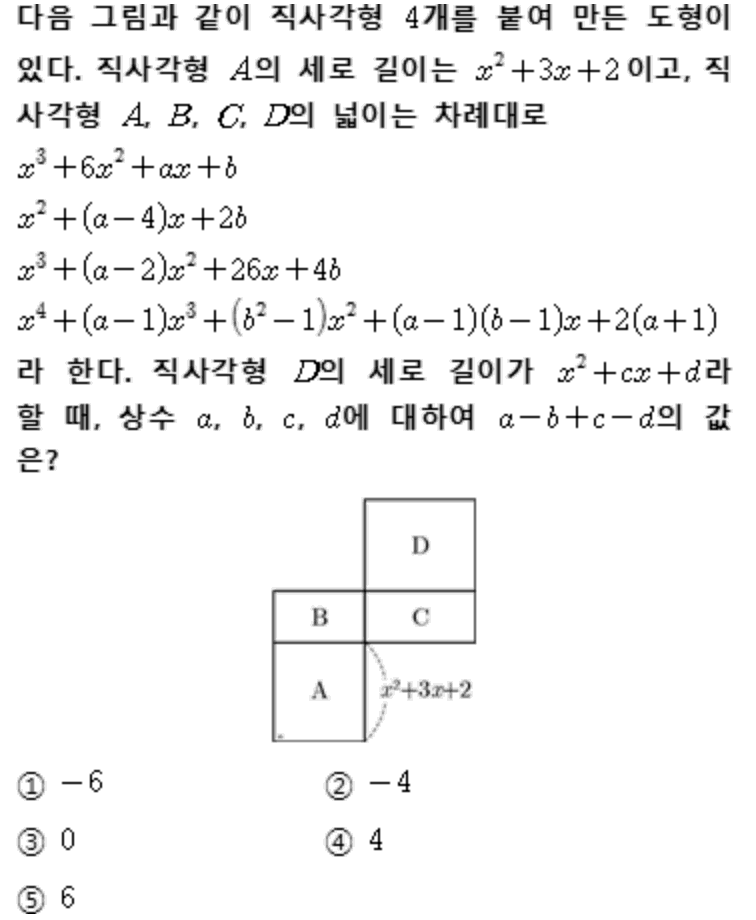 다음 그림과 같이 직사각형 4개를 붙여 만든 도형이
있다. 직사각형 A의 세로 길이는 x²+3x+2이고, 직
사각형 A, B, C, D의 넓이는 차례대로
x³+6x²+ax+b
x²+(a-4)x+2b
x³+(a-2)x²+26x+4b
x⁴+(a-1)x³+(b²-1)x²+(a-1)(b-1)x+2(a+1)
라 한다. 직사각형 D의 세로 길이가 x²+cx+d라
할 때, 상수 a, b, c, d에 대하여 a-b+c-d의 값
은?
D
B
C
A
x²+3x+2
① -6
② -4
③ 0
④ 4
⑤ 6